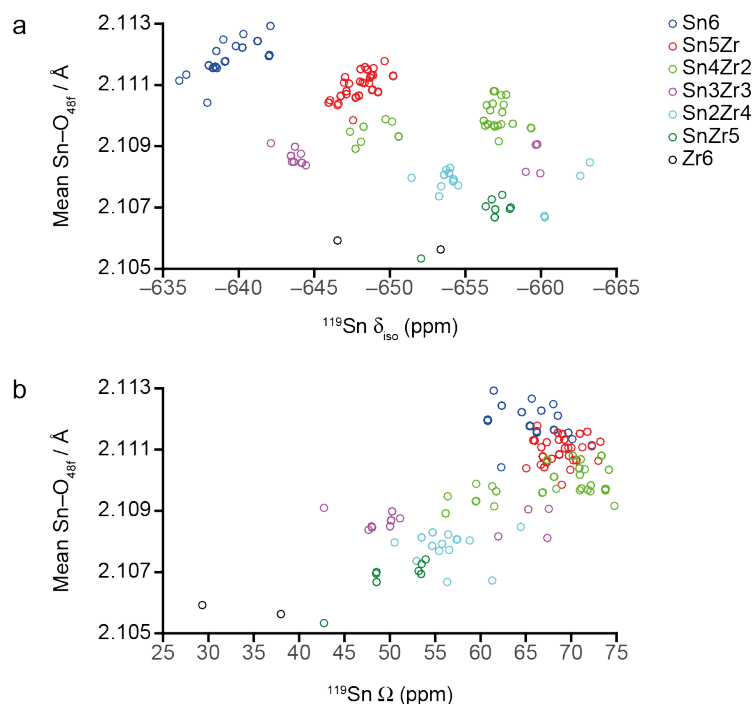 a
Mean Sn–O48f / Å
2.113
2.111
2.109
2.107
2.105
–635
–640
–645
–650
–655
–660
–665
119Sn δiso (ppm)
Sn6
Sn5Zr
Sn4Zr2
Sn3Zr3
Sn2Zr4
SnZr5
Zr6
b
Mean Sn–O48f / Å
2.113
2.111
2.109
2.107
2.105
25
30
35
40
45
50
55
60
65
70
75
119Sn Ω (ppm)